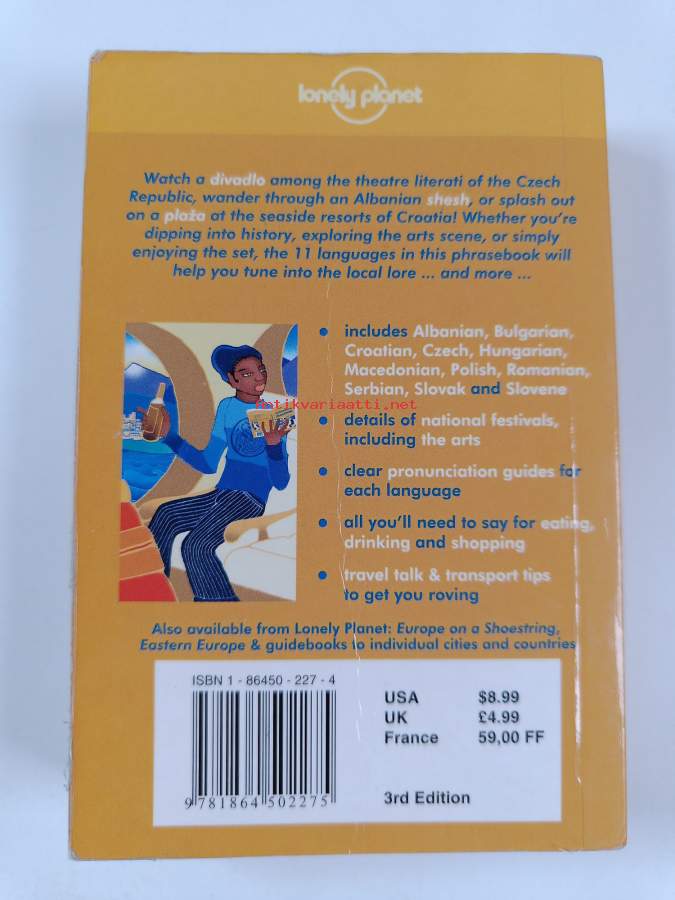 lonely planet
Watch a divadlo among the theatre literati of the Czech
Republic, wander through an Albanian shesh, or splash out
on a plaža at the seaside resorts of Croatia! Whether you're
dipping into history, exploring the arts scene, or simply
enjoying the set, the 11 languages in this phrasebook will
help you tune into the local lore ... and more ...
• includes Albanian, Bulgarian,
Croatian, Czech, Hungarian,
Macedonian, Polish, Romanian,
Serbian, Slovak and Slovene
antikvariaatti.net
• details of national festivals,
including the arts
• clear pronunciation guides for
each language
• all you'll need to say for eating,
drinking and shopping
• travel talk & transport tips
to get you roving
Also available from Lonely Planet: Europe on a Shoestring,
Eastern Europe & guidebooks to individual cities and countries
ISBN 1 - 86450 - 227 - 4
USA $8.99
UK £4.99
France 59,00 FF
9 781864 502275
3rd Edition